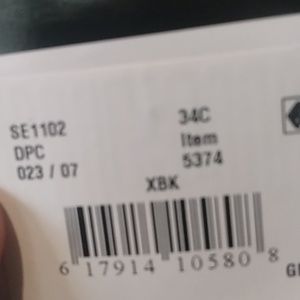 SE1102
DPC
023 / 07
34C
Item
5374
XBK
6 17914 10580 8